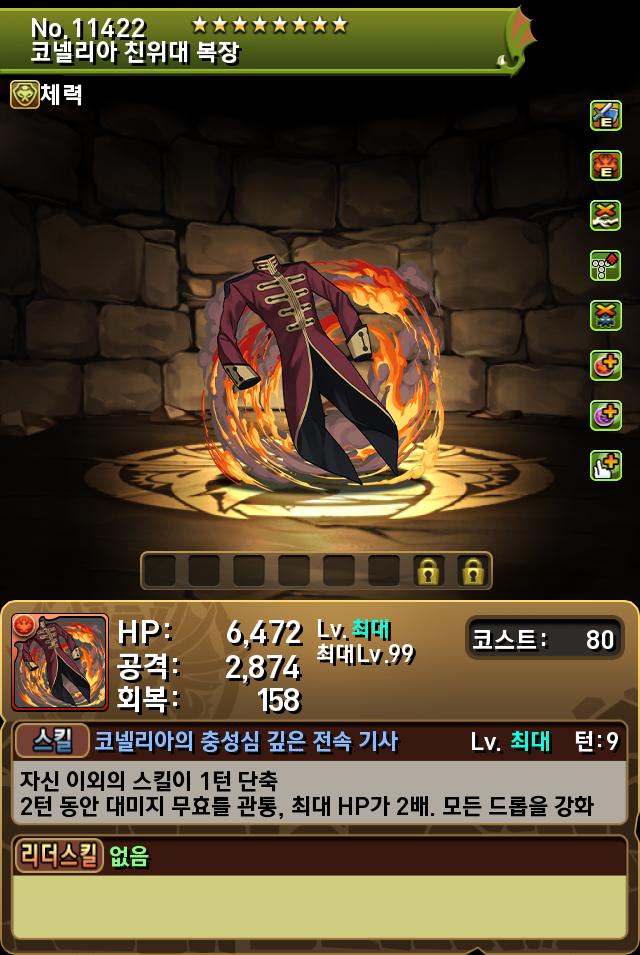 No.11422 ★★★★★★★★
코넬리아 친위대 복장
체력
E
E
HP: 6,472 Lv.최대
최대Lv.99
코스트: 80
공격: 2,874
회복: 158
스킬 코넬리아의 충성심 깊은 전속 기사 Lv. 최대 턴:9
자신 이외의 스킬이 1턴 단축
2턴 동안 대미지 무효를 관통, 최대 HP가 2배. 모든 드롭을 강화
리더스킬 없음